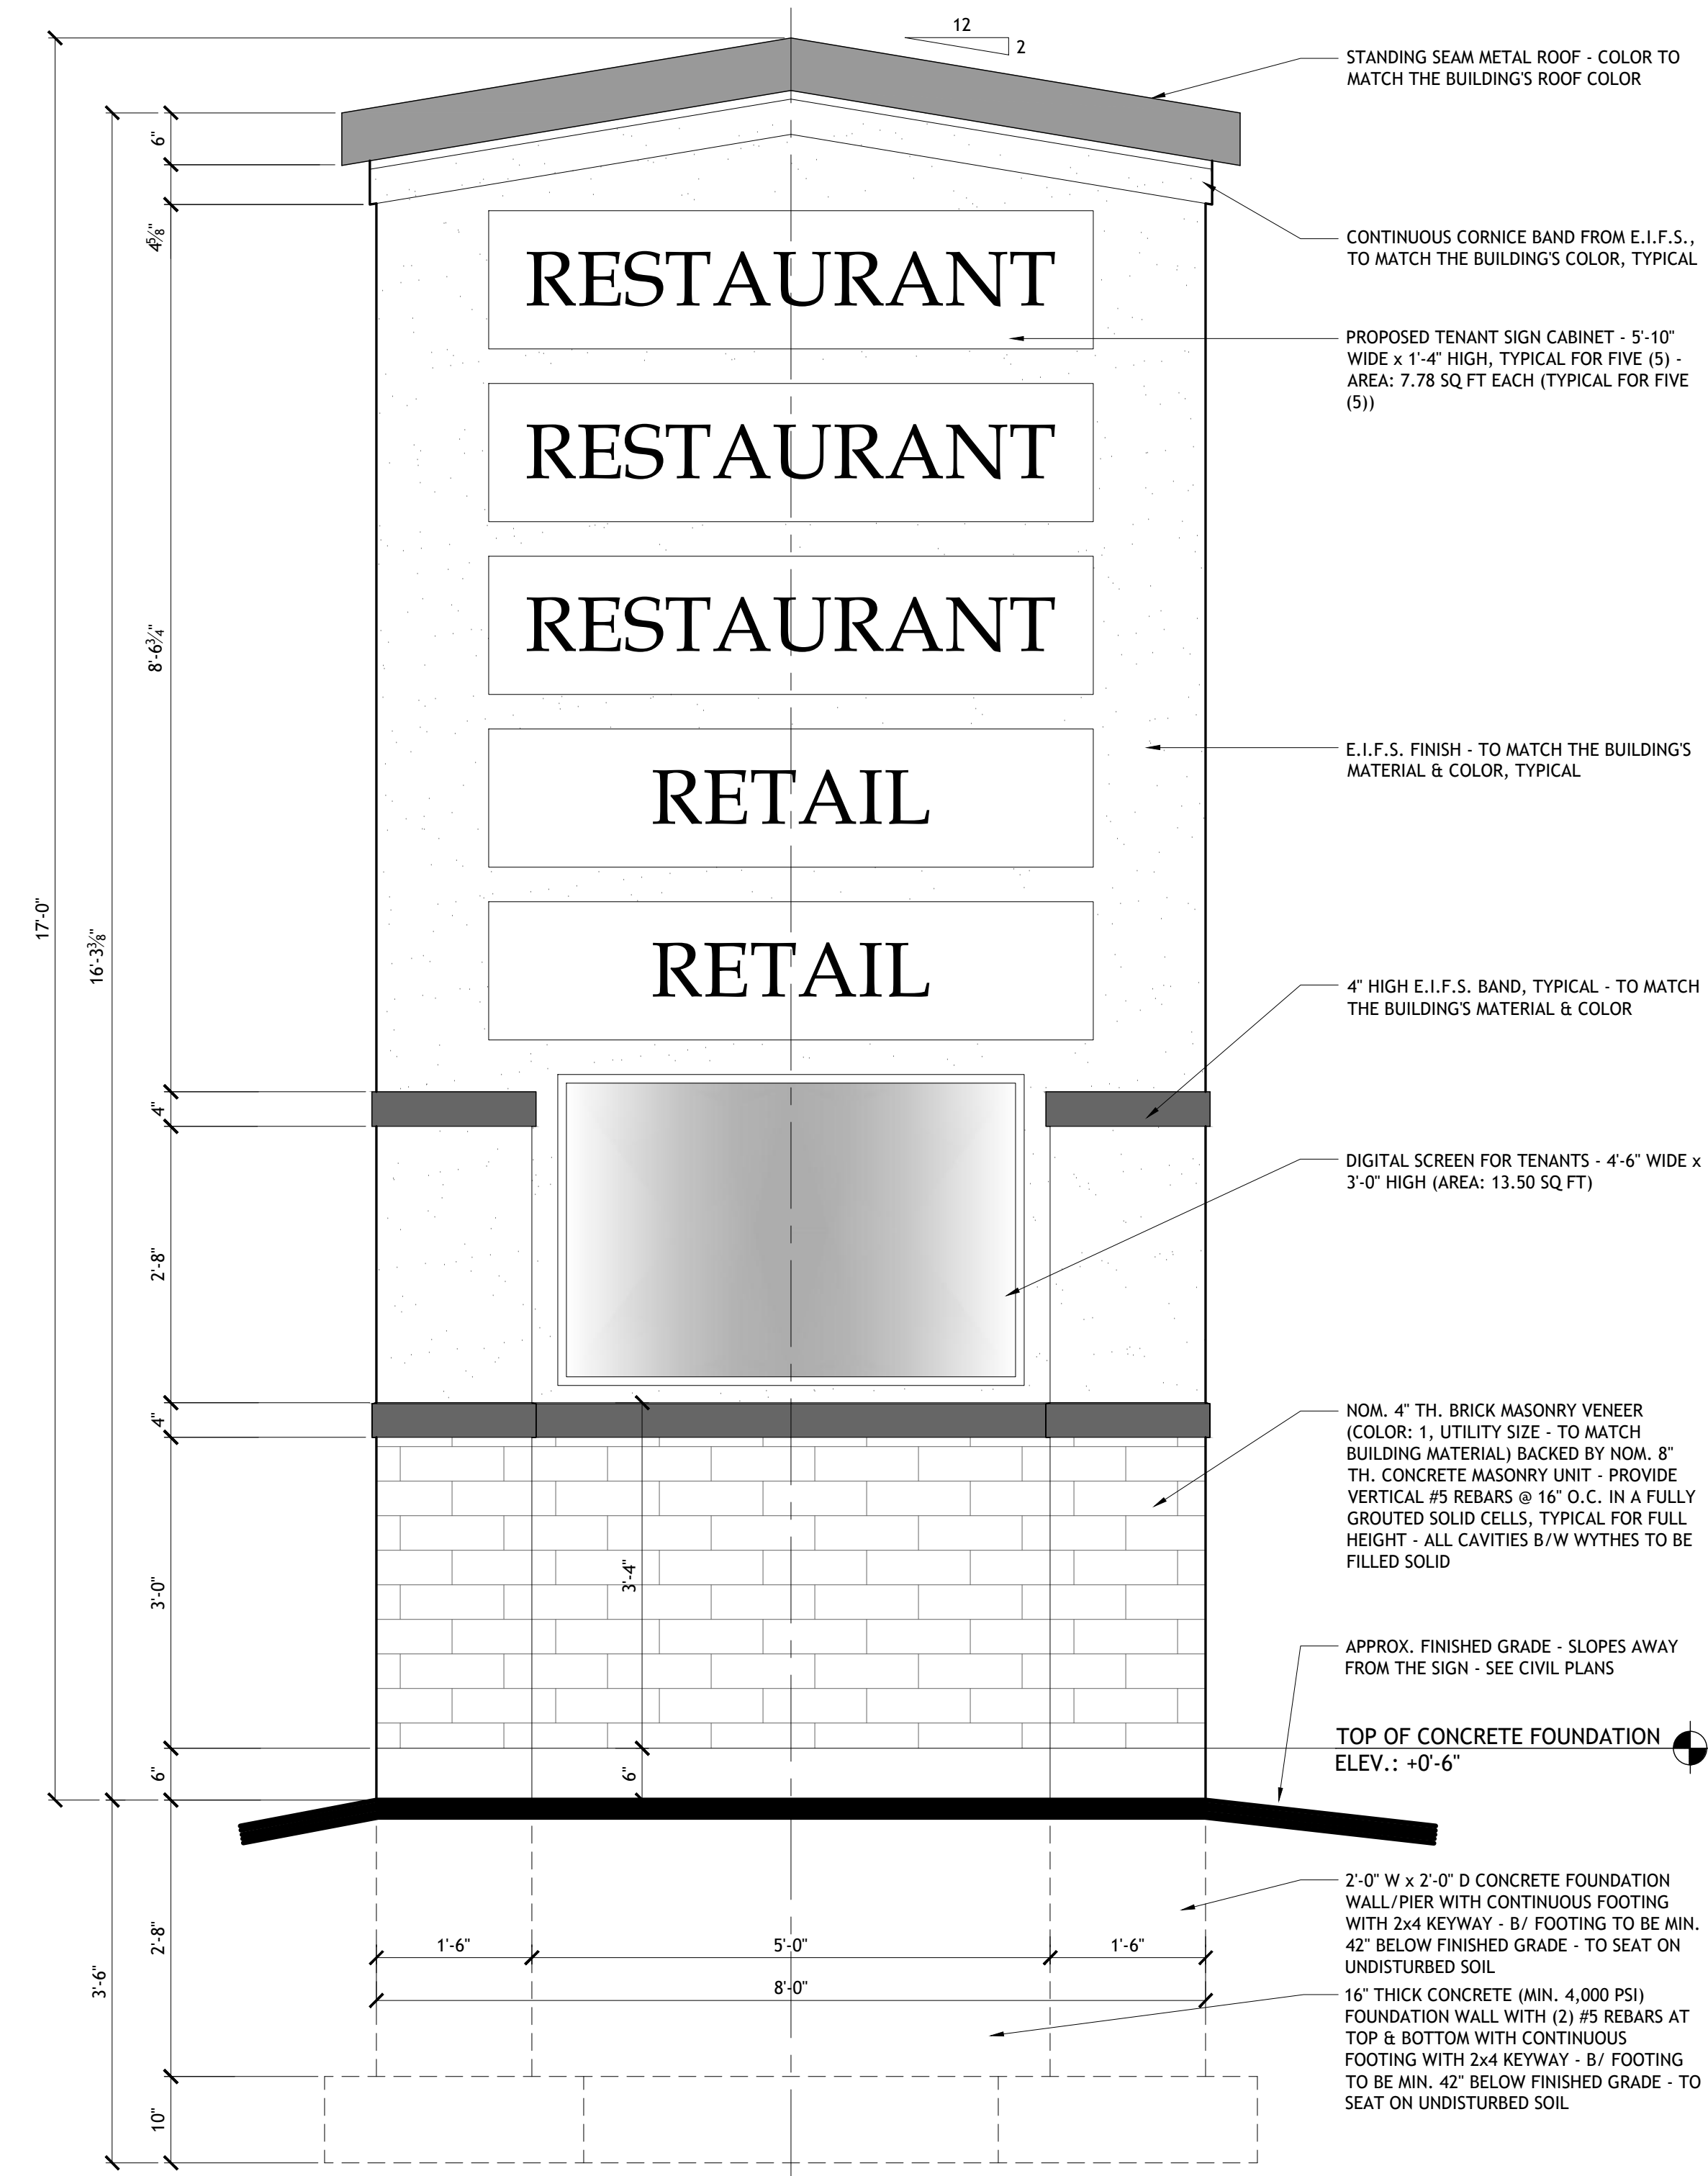 12
2
STANDING SEAM METAL ROOF - COLOR TO
MATCH THE BUILDING'S ROOF COLOR
6"
4⅝"
CONTINUOUS CORNICE BAND FROM E.I.F.S.,
TO MATCH THE BUILDING'S COLOR, TYPICAL
RESTAURANT
PROPOSED TENANT SIGN CABINET - 5'-10"
WIDE x 1'-4" HIGH, TYPICAL FOR FIVE (5) -
AREA: 7.78 SQ FT EACH (TYPICAL FOR FIVE
(5))
RESTAURANT
RESTAURANT
8'-6¾"
E.I.F.S. FINISH - TO MATCH THE BUILDING'S
MATERIAL & COLOR, TYPICAL
RETAIL
17'-0"
16'-3⅜"
RETAIL
4" HIGH E.I.F.S. BAND, TYPICAL - TO MATCH
THE BUILDING'S MATERIAL & COLOR
4"
DIGITAL SCREEN FOR TENANTS - 4'-6" WIDE x
3'-0" HIGH (AREA: 13.50 SQ FT)
2'-8"
4"
NOM. 4" TH. BRICK MASONRY VENEER
(COLOR: 1, UTILITY SIZE - TO MATCH
BUILDING MATERIAL) BACKED BY NOM. 8"
TH. CONCRETE MASONRY UNIT - PROVIDE
VERTICAL #5 REBARS @ 16" O.C. IN A FULLY
GROUTED SOLID CELLS, TYPICAL FOR FULL
HEIGHT - ALL CAVITIES B/W WYTHES TO BE
FILLED SOLID
3'-0"
3'-4"
APPROX. FINISHED GRADE - SLOPES AWAY
FROM THE SIGN - SEE CIVIL PLANS
TOP OF CONCRETE FOUNDATION
ELEV.: +0'-6"
6"
6"
2'-0" W x 2'-0" D CONCRETE FOUNDATION
WALL/PIER WITH CONTINUOUS FOOTING
WITH 2x4 KEYWAY - B/ FOOTING TO BE MIN.
42" BELOW FINISHED GRADE - TO SEAT ON
UNDISTURBED SOIL
2'-8"
1'-6"
5'-0"
1'-6"
3'-6"
8'-0"
16" THICK CONCRETE (MIN. 4,000 PSI)
FOUNDATION WALL WITH (2) #5 REBARS AT
TOP & BOTTOM WITH CONTINUOUS
FOOTING WITH 2x4 KEYWAY - B/ FOOTING
TO BE MIN. 42" BELOW FINISHED GRADE - TO
SEAT ON UNDISTURBED SOIL
10"